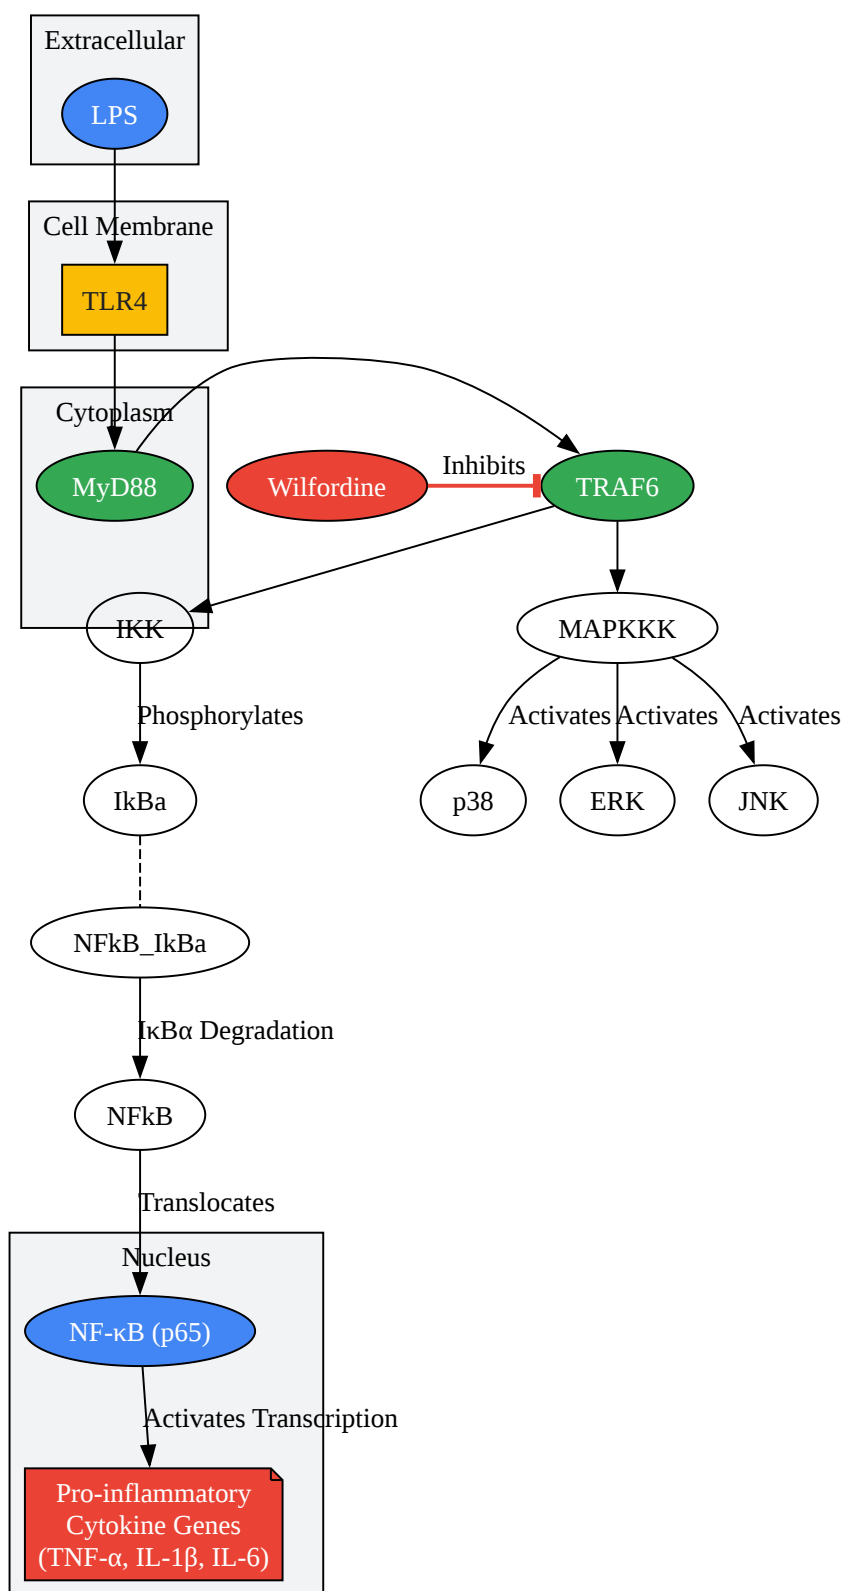 Extracellular
LPS
Cell Membrane
TLR4
Cytoplasm
MyD88
Wilfordine
Inhibits
TRAF6
IKK
MAPKKK
Phosphorylates
Activates
Activates
Activates
IkBa
p38
ERK
JNK
NFkB_IkBa
IκBα Degradation
NFkB
Translocates
Nucleus
NF-κB (p65)
Activates Transcription
Pro-inflammatory
Cytokine Genes
(TNF-α, IL-1β, IL-6)